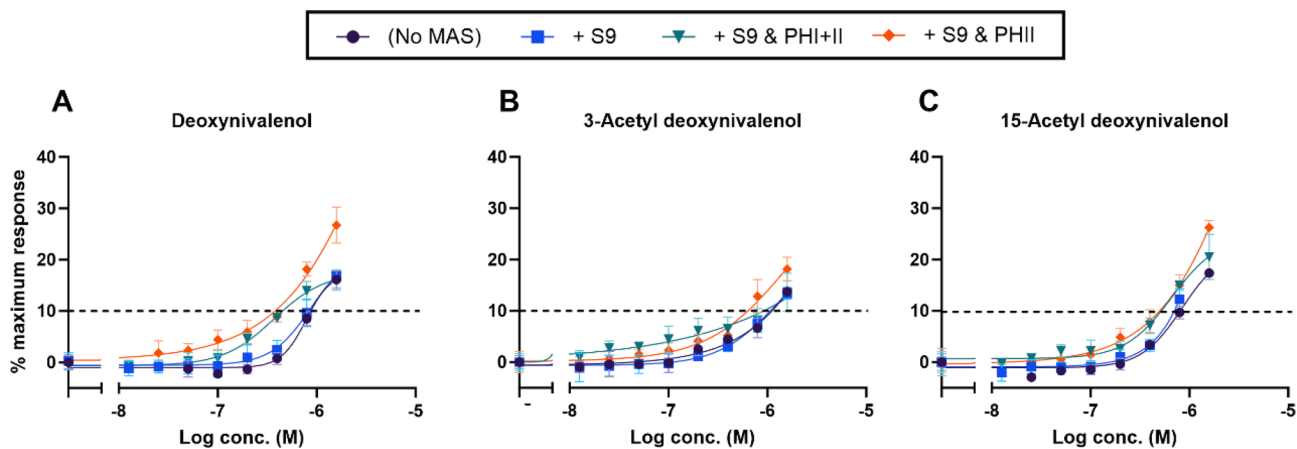 (No MAS) + S9 + S9 & PHI+II + S9 & PHII
A B C
Deoxynivalenol 3-Acetyl deoxynivalenol 15-Acetyl deoxynivalenol
% maximum response
40 40 40
30 30 30
20 20 20
10 10 10
0 0 0
-8 -7 -6 -5 - -8 -7 -6 -5 -8 -7 -6 -5
Log conc. (M) Log conc. (M) Log conc. (M)